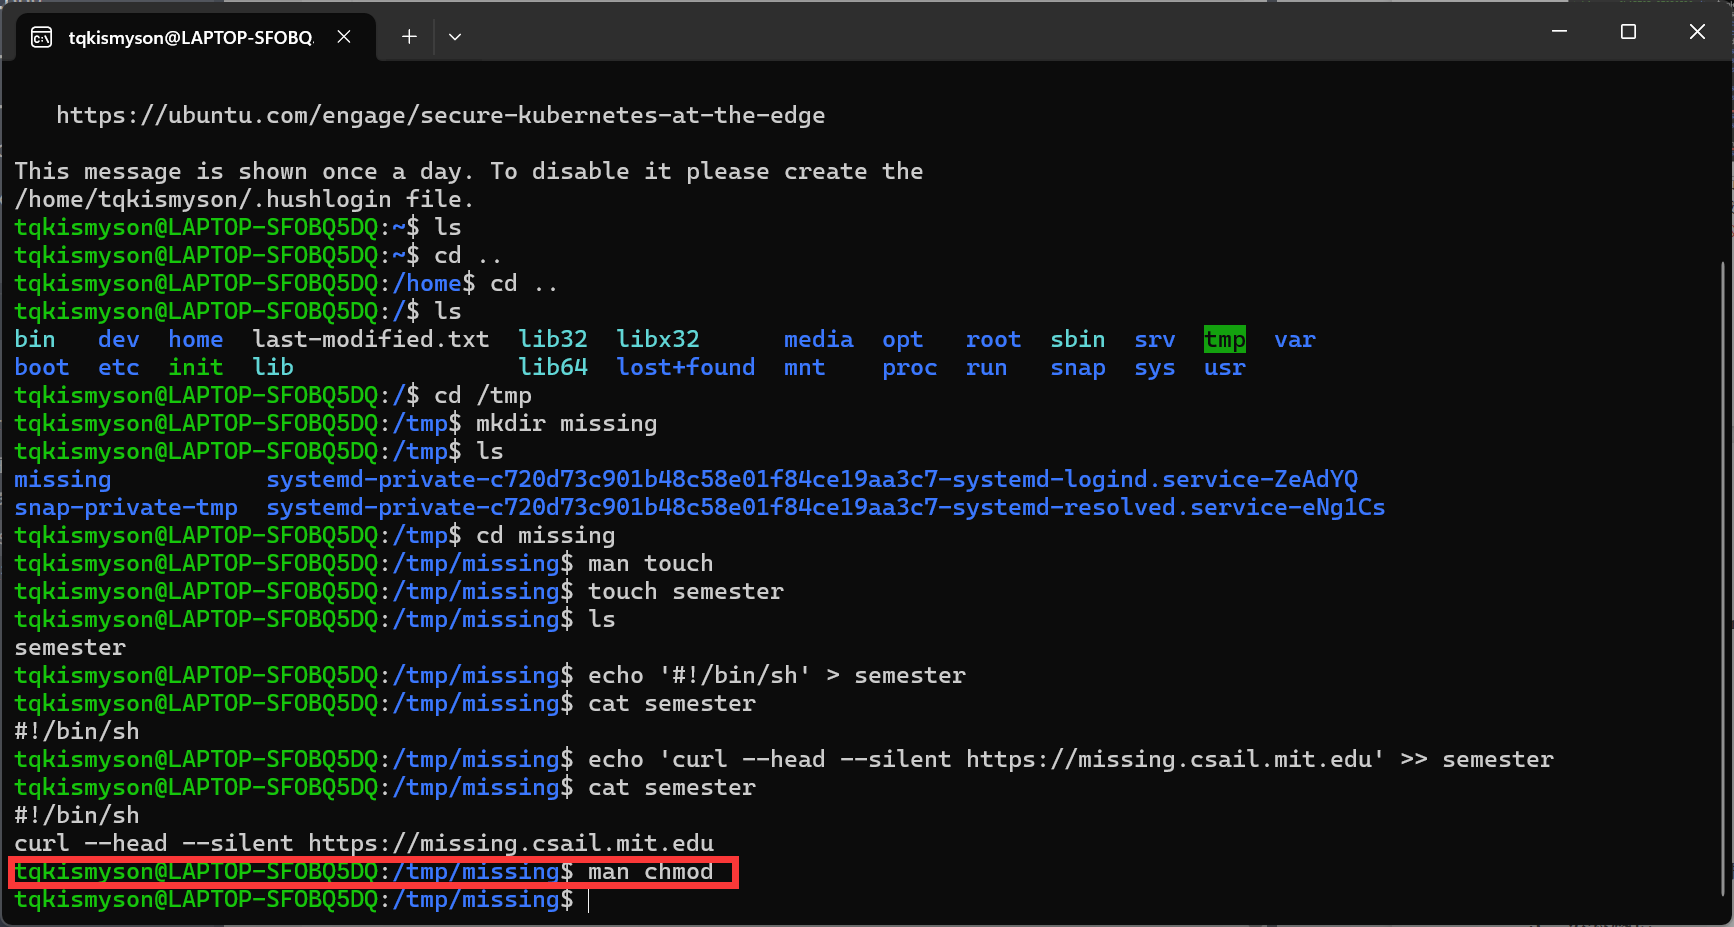 tqkismyson@LAPTOP-SFOBQ
https://ubuntu.com/engage/secure-kubernetes-at-the-edge
This message is shown once a day. To disable it please create the
/home/tqkismyson/.hushlogin file.
tqkismyson@LAPTOP-SFOBQ5DQ:~$ ls
tqkismyson@LAPTOP-SFOBQ5DQ:~$ cd ..
tqkismyson@LAPTOP-SFOBQ5DQ:/home$ cd ..
tqkismyson@LAPTOP-SFOBQ5DQ:/$ ls
bin dev home last-modified.txt lib32 libx32 media opt root sbin srv tmp var
boot etc init lib lib64 lost+found mnt proc run snap sys usr
tqkismyson@LAPTOP-SFOBQ5DQ:/$ cd /tmp
tqkismyson@LAPTOP-SFOBQ5DQ:/tmp$ mkdir missing
tqkismyson@LAPTOP-SFOBQ5DQ:/tmp$ ls
missing systemd-private-c720d73c901b48c58e01f84ce19aa3c7-systemd-logind.service-ZeAdYQ
snap-private-tmp systemd-private-c720d73c901b48c58e01f84ce19aa3c7-systemd-resolved.service-eNg1Cs
tqkismyson@LAPTOP-SFOBQ5DQ:/tmp$ cd missing
tqkismyson@LAPTOP-SFOBQ5DQ:/tmp/missing$ man touch
tqkismyson@LAPTOP-SFOBQ5DQ:/tmp/missing$ touch semester
tqkismyson@LAPTOP-SFOBQ5DQ:/tmp/missing$ ls
semester
tqkismyson@LAPTOP-SFOBQ5DQ:/tmp/missing$ echo '#!/bin/sh' > semester
tqkismyson@LAPTOP-SFOBQ5DQ:/tmp/missing$ cat semester
#!/bin/sh
tqkismyson@LAPTOP-SFOBQ5DQ:/tmp/missing$ echo 'curl --head --silent https://missing.csail.mit.edu' >> semester
tqkismyson@LAPTOP-SFOBQ5DQ:/tmp/missing$ cat semester
#!/bin/sh
curl --head --silent https://missing.csail.mit.edu
tqkismyson@LAPTOP-SFOBQ5DQ:/tmp/missing$ man chmod
tqkismyson@LAPTOP-SFOBQ5DQ:/tmp/missing$